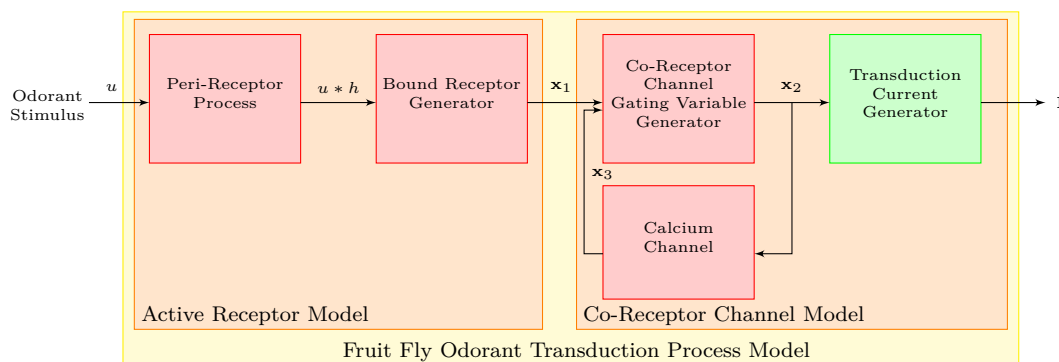 Odorant
Stimulus
u
Peri-Receptor
Process
u * h
Bound Receptor
Generator
x₁
Co-Receptor
Channel
Gating Variable
Generator
x₂
Transduction
Current
Generator
x₃
Calcium
Channel
Active Receptor Model
Co-Receptor Channel Model
Fruit Fly Odorant Transduction Process Model